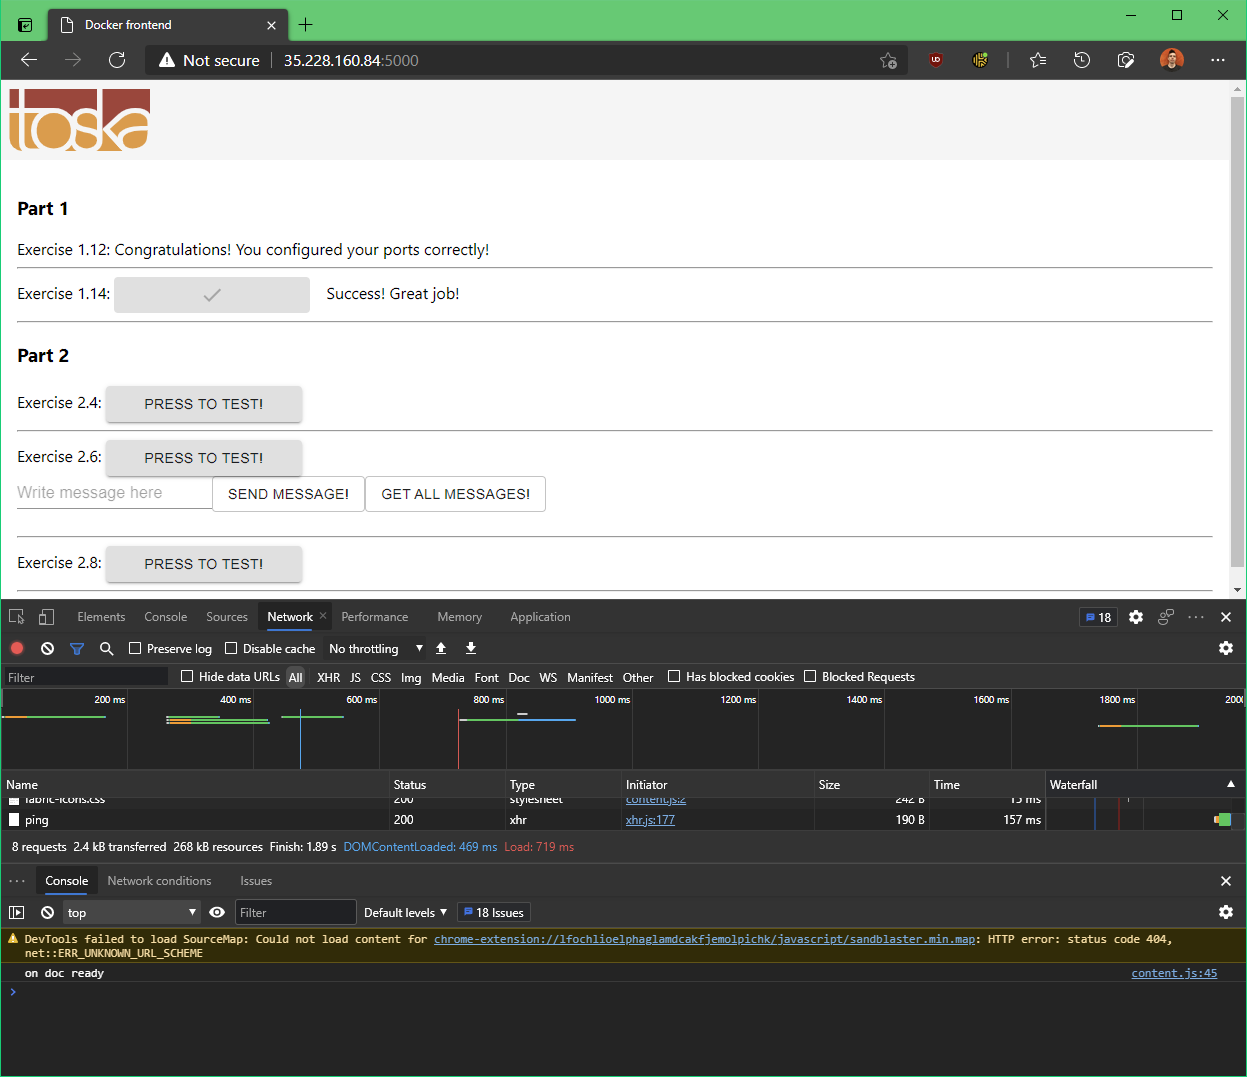 Docker frontend
Not secure 35.228.160.84:5000
toska
Part 1
Exercise 1.12: Congratulations! You configured your ports correctly!
Exercise 1.14: Success! Great job!
Part 2
Exercise 2.4: PRESS TO TEST!
Exercise 2.6: PRESS TO TEST!
Write message here SEND MESSAGE! GET ALL MESSAGES!
Exercise 2.8: PRESS TO TEST!
Elements Console Sources Network Performance Memory Application 18
Preserve log Disable cache No throttling
Filter Hide data URLs All XHR JS CSS Img Media Font Doc WS Manifest Other Has blocked cookies Blocked Requests
200 ms 400 ms 600 ms 800 ms 1000 ms 1200 ms 1400 ms 1600 ms 1800 ms 200
Name Status Type Initiator Size Time Waterfall
fabric-icons.css 200 stylesheet content.js:2 242 B 15 ms
ping 200 xhr xhr.js:177 190 B 157 ms
8 requests 2.4 kB transferred 268 kB resources Finish: 1.89 s DOMContentLoaded: 469 ms Load: 719 ms
Console Network conditions Issues
top Filter Default levels 18 Issues
DevTools failed to load SourceMap: Could not load content for chrome-extension://lfochlioelphaglamdcakfjemolpichk/javascript/sandblaster.min.map: HTTP error: status code 404,
net::ERR_UNKNOWN_URL_SCHEME
on doc ready content.js:45